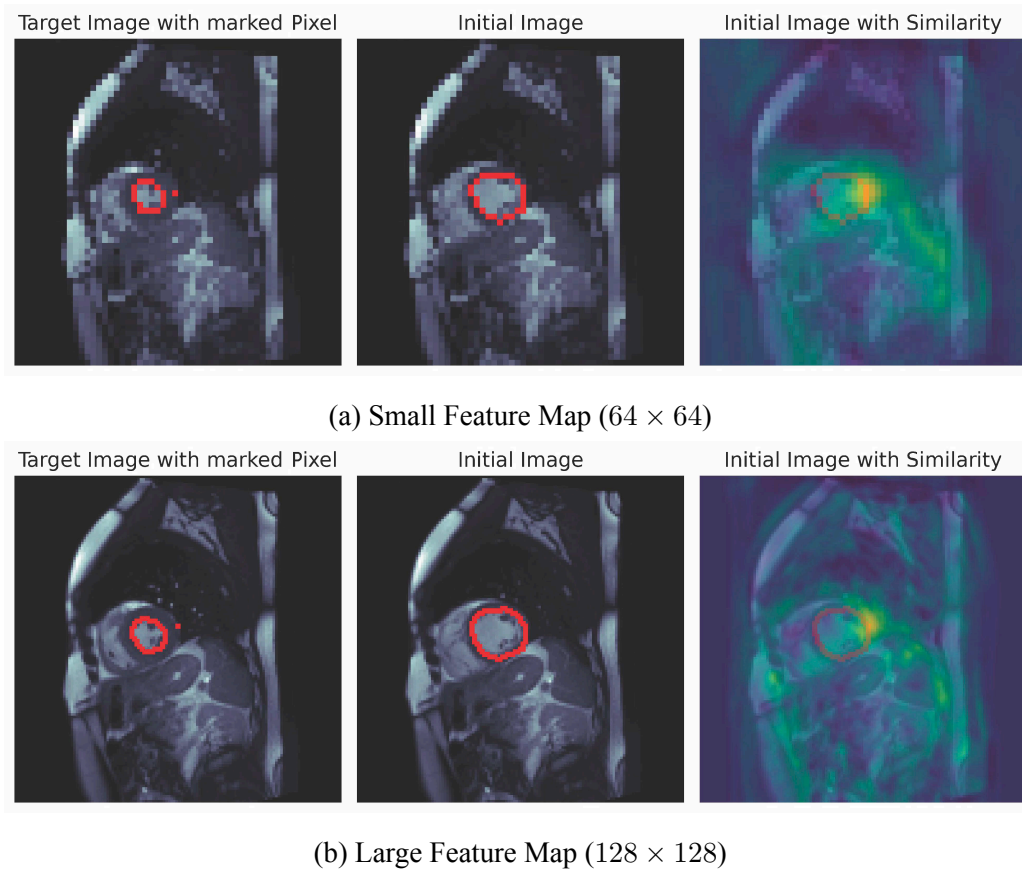 Target Image with marked Pixel Initial Image Initial Image with Similarity
(a) Small Feature Map (64 × 64)
Target Image with marked Pixel Initial Image Initial Image with Similarity
(b) Large Feature Map (128 × 128)